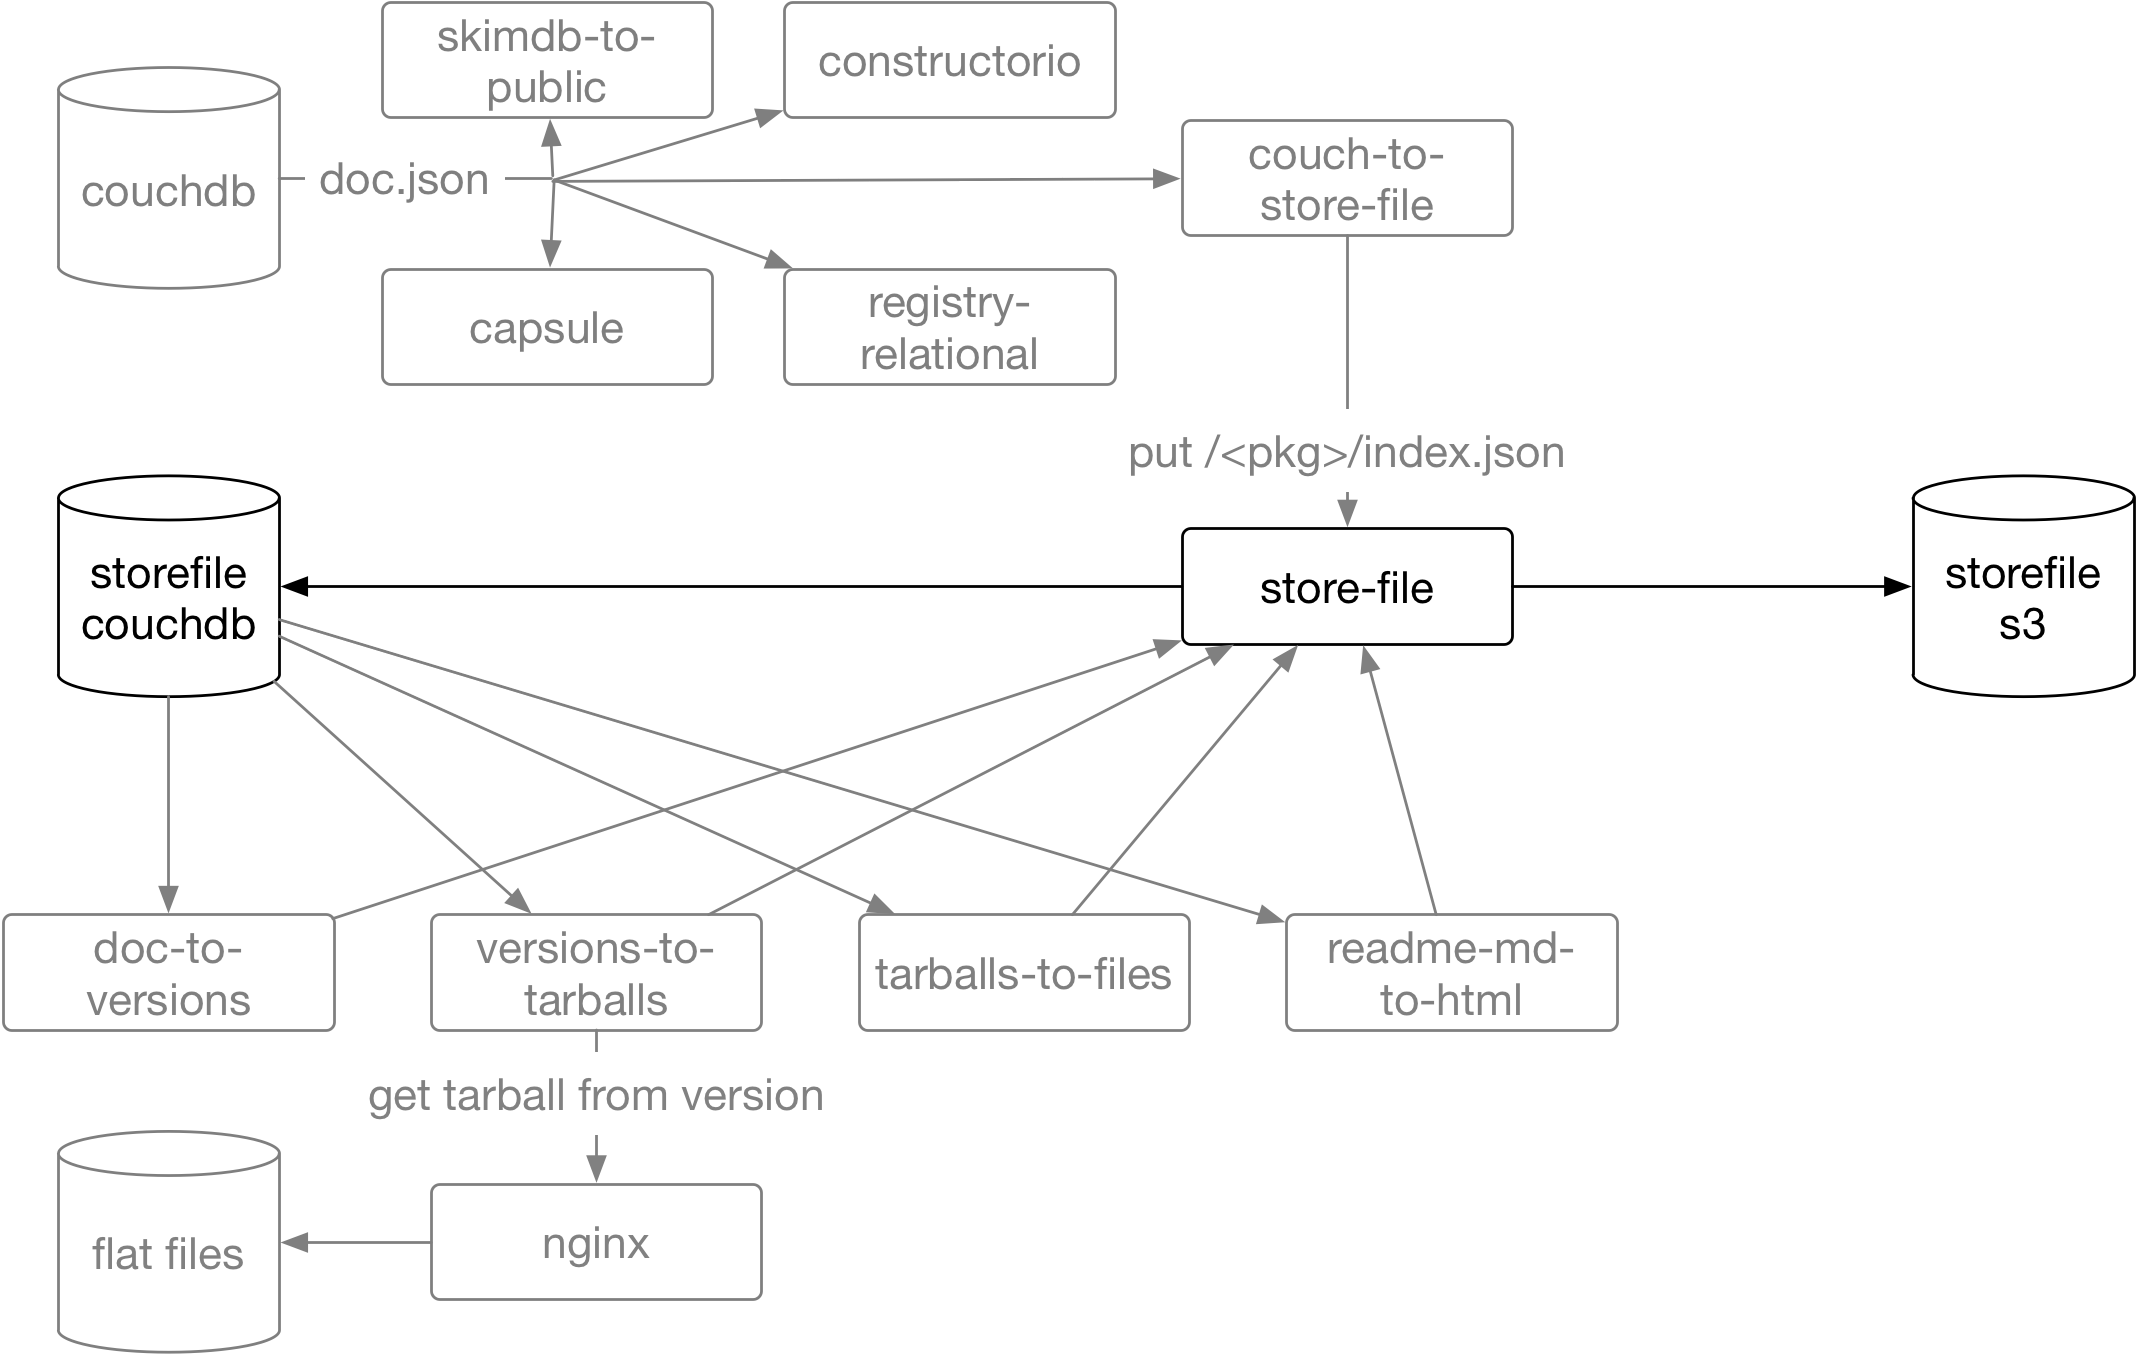 skimdb-to-
public
constructorio
couchdb
doc.json
couch-to-
store-file
capsule
registry-
relational
put /<pkg>/index.json
storefile
couchdb
store-file
storefile
s3
doc-to-
versions
versions-to-
tarballs
tarballs-to-files
readme-md-
to-html
get tarball from version
flat files
nginx